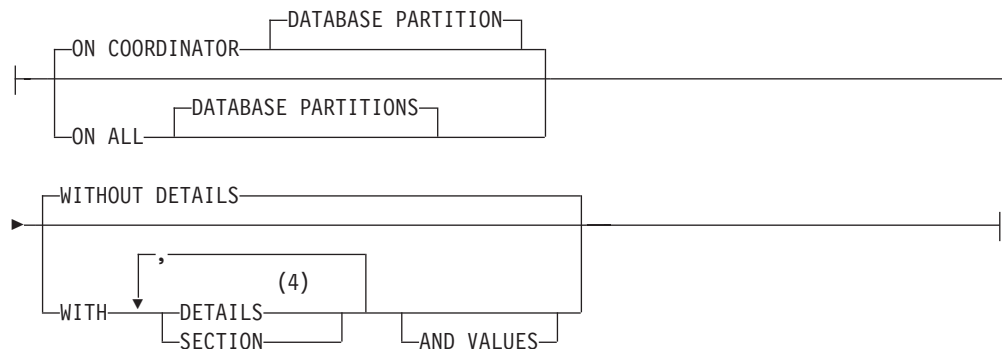 DATABASE PARTITION
ON COORDINATOR
DATABASE PARTITIONS
ON ALL
WITHOUT DETAILS
,
(4)
WITH DETAILS
SECTION AND VALUES